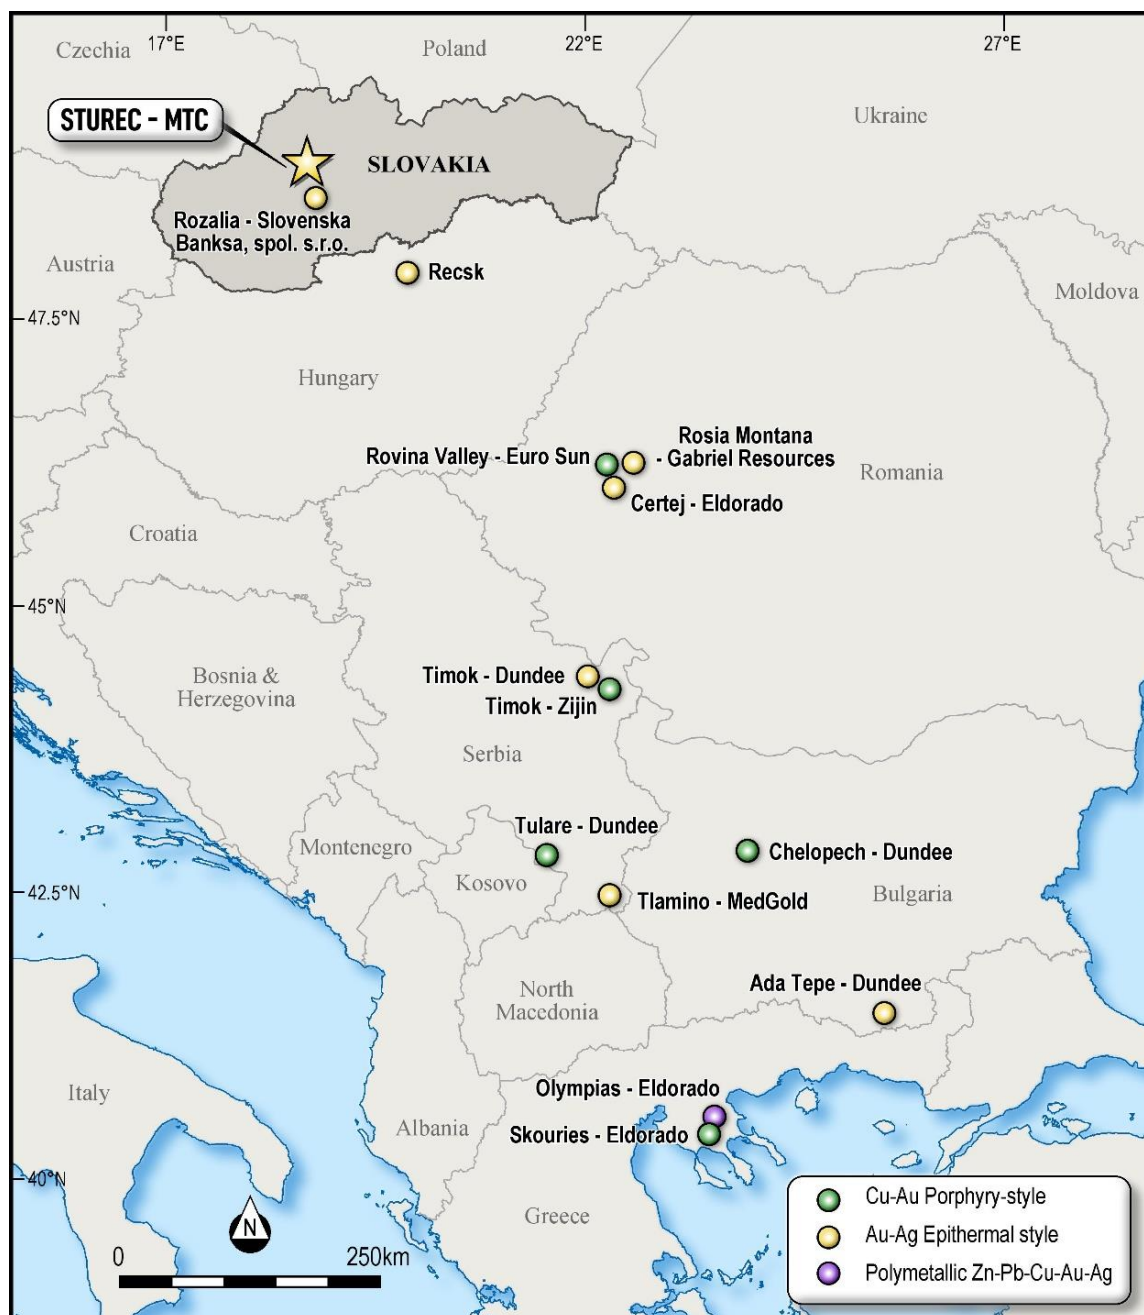 17°E
22°E
27°E
Czechia
Poland
Ukraine
STUREC - MTC
SLOVAKIA
Rozalia - Slovenska
Banksa, spol. s.r.o.
Austria
Recsk
Moldova
47.5°N
Hungary
Rosia Montana
- Gabriel Resources
Rovina Valley - Euro Sun
Romania
Certej - Eldorado
Croatia
45°N
Bosnia &
Herzegovina
Timok - Dundee
Timok - Zijin
Serbia
Tulare - Dundee
Montenegro
Chelopech - Dundee
Kosovo
42.5°N
Tlamino - MedGold
Bulgaria
Ada Tepe - Dundee
North
Macedonia
Italy
Olympias - Eldorado
Albania
Skouries - Eldorado
40°N
Greece
N
0
250km
Cu-Au Porphyry-style
Au-Ag Epithermal style
Polymetallic Zn-Pb-Cu-Au-Ag